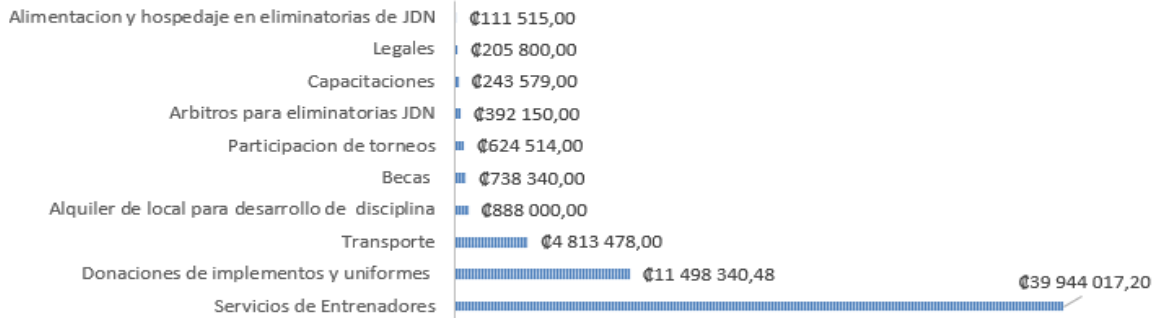 Alimentacion y hospedaje en eliminatorias de JDN ₡111 515,00
Legales ₡205 800,00
Capacitaciones ₡243 579,00
Arbitros para eliminatorias JDN ₡392 150,00
Participacion de torneos ₡624 514,00
Becas ₡738 340,00
Alquiler de local para desarrollo de disciplina ₡888 000,00
Transporte ₡4 813 478,00
Donaciones de implementos y uniformes ₡11 498 340,48
Servicios de Entrenadores ₡39 944 017,20